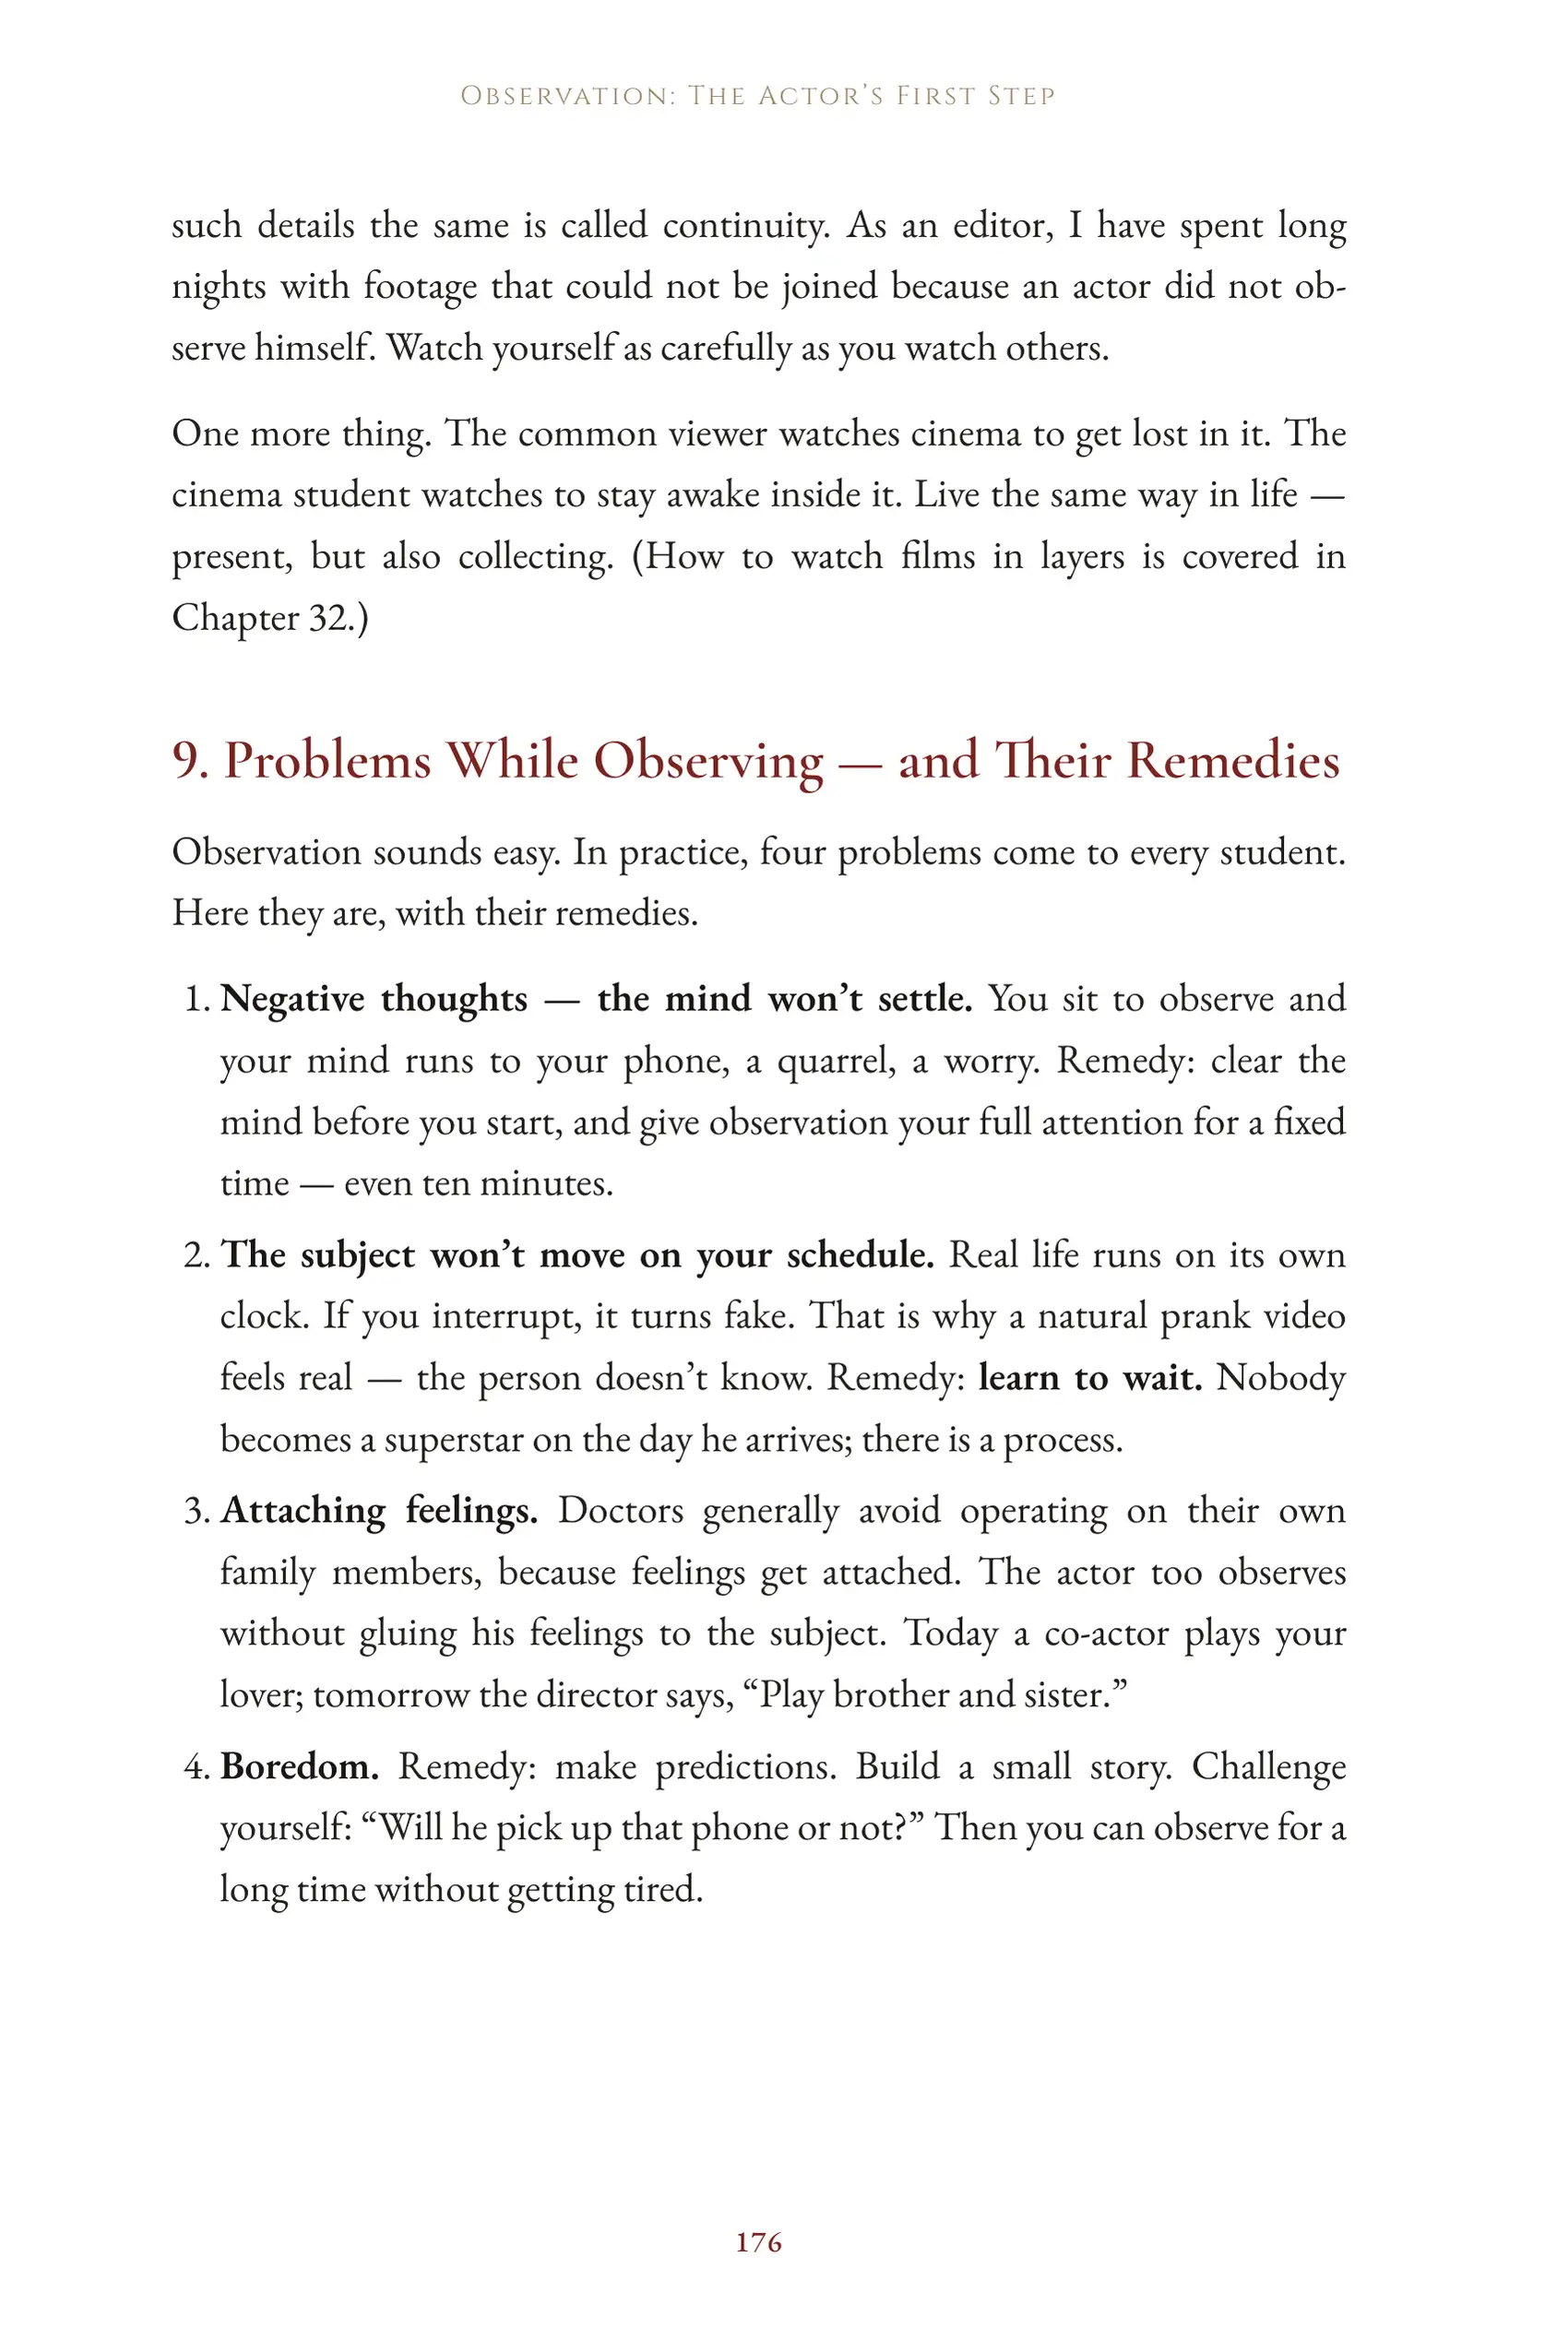 Observation: The Actor’s First Step
such details the same is called continuity. As an editor, I have spent long
nights with footage that could not be joined because an actor did not ob-
serve himself. Watch yourself as carefully as you watch others.
One more thing. The common viewer watches cinema to get lost in it. The
cinema student watches to stay awake inside it. Live the same way in life —
present, but also collecting. (How to watch films in layers is covered in
Chapter 32.)
9. Problems While Observing — and Their Remedies
Observation sounds easy. In practice, four problems come to every student.
Here they are, with their remedies.
1. Negative thoughts — the mind won’t settle. You sit to observe and
your mind runs to your phone, a quarrel, a worry. Remedy: clear the
mind before you start, and give observation your full attention for a fixed
time — even ten minutes.
2. The subject won’t move on your schedule. Real life runs on its own
clock. If you interrupt, it turns fake. That is why a natural prank video
feels real — the person doesn’t know. Remedy: learn to wait. Nobody
becomes a superstar on the day he arrives; there is a process.
3. Attaching feelings. Doctors generally avoid operating on their own
family members, because feelings get attached. The actor too observes
without gluing his feelings to the subject. Today a co-actor plays your
lover; tomorrow the director says, “Play brother and sister.”
4. Boredom. Remedy: make predictions. Build a small story. Challenge
yourself: “Will he pick up that phone or not?” Then you can observe for a
long time without getting tired.
176